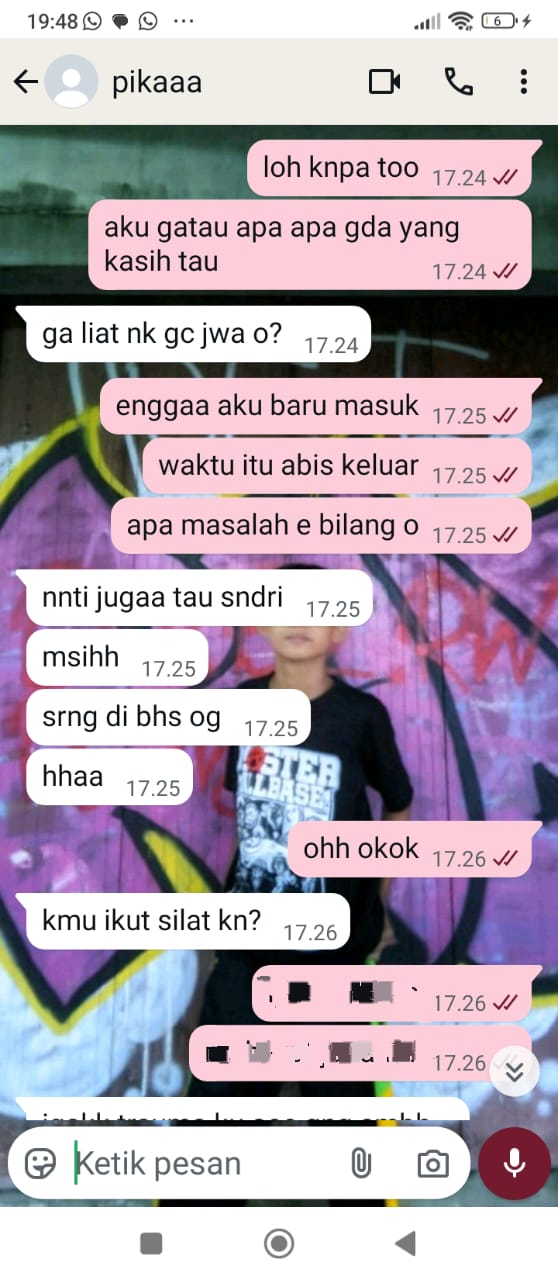 19:48
6
pikaaa
loh knpa too 17.24
aku gatau apa apa gda yang
kasih tau 17.24
ga liat nk gc jwa o? 17.24
enggaa aku baru masuk 17.25
waktu itu abis keluar 17.25
apa masalah e bilang o 17.25
nnti jugaa tau sndri 17.25
msihh 17.25
srng di bhs og 17.25
hhaa 17.25
STER
LLBASE
ohh okok 17.26
kmu ikut silat kn? 17.26
17.26
17.26
Ketik pesan